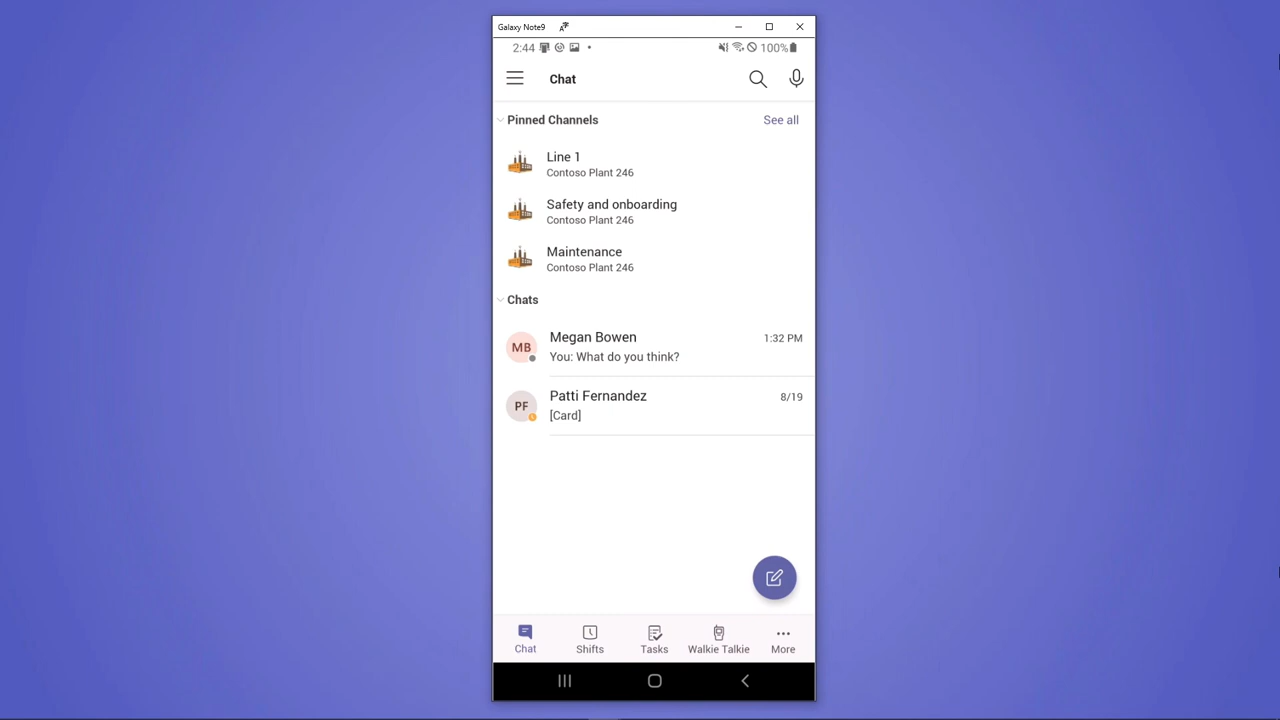 Galaxy Note9
2:44 100%
Chat
Pinned Channels See all
Line 1
Contoso Plant 246
Safety and onboarding
Contoso Plant 246
Maintenance
Contoso Plant 246
Chats
MB Megan Bowen 1:32 PM
You: What do you think?
PF Patti Fernandez 8/19
[Card]
Chat Shifts Tasks Walkie Talkie More